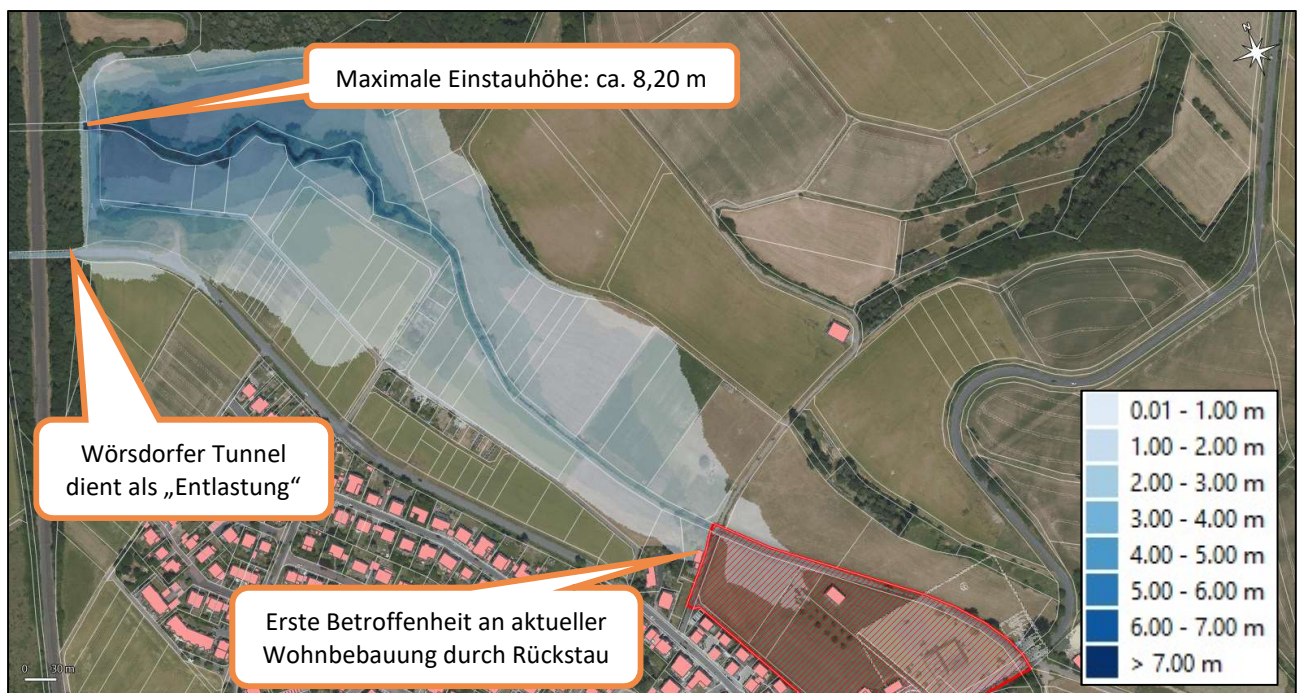 Maximale Einstauhöhe: ca. 8,20 m
N
Wörsdorfer Tunnel
dient als „Entlastung“
Erste Betroffenheit an aktueller
Wohnbebauung durch Rückstau
0.01 - 1.00 m
1.00 - 2.00 m
2.00 - 3.00 m
3.00 - 4.00 m
4.00 - 5.00 m
5.00 - 6.00 m
6.00 - 7.00 m
> 7.00 m
0 30 m